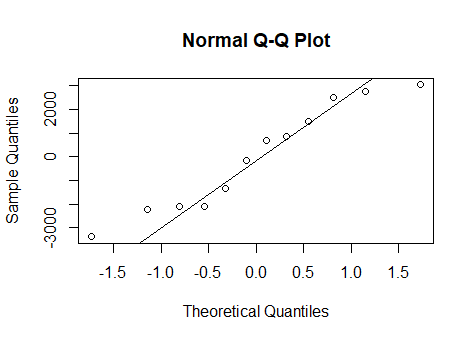 Normal Q-Q Plot
Sample Quantiles
2000
0
-3000
-1.5 -1.0 -0.5 0.0 0.5 1.0 1.5
Theoretical Quantiles